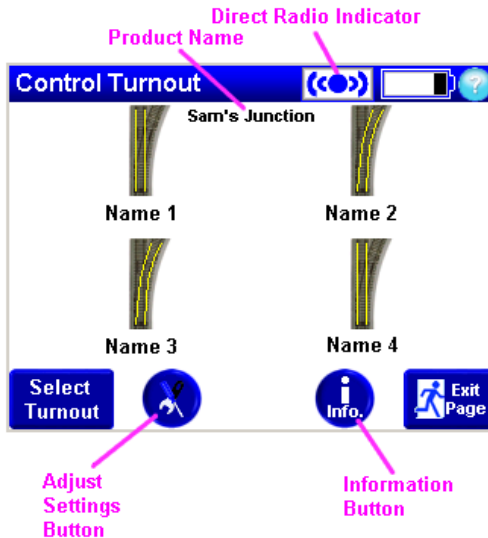 Direct Radio Indicator
Product Name
Control Turnout
?
Sam's Junction
Name 1
Name 2
Name 3
Name 4
Select
Turnout
i
Info.
Exit
Page
Adjust
Settings
Button
Information
Button